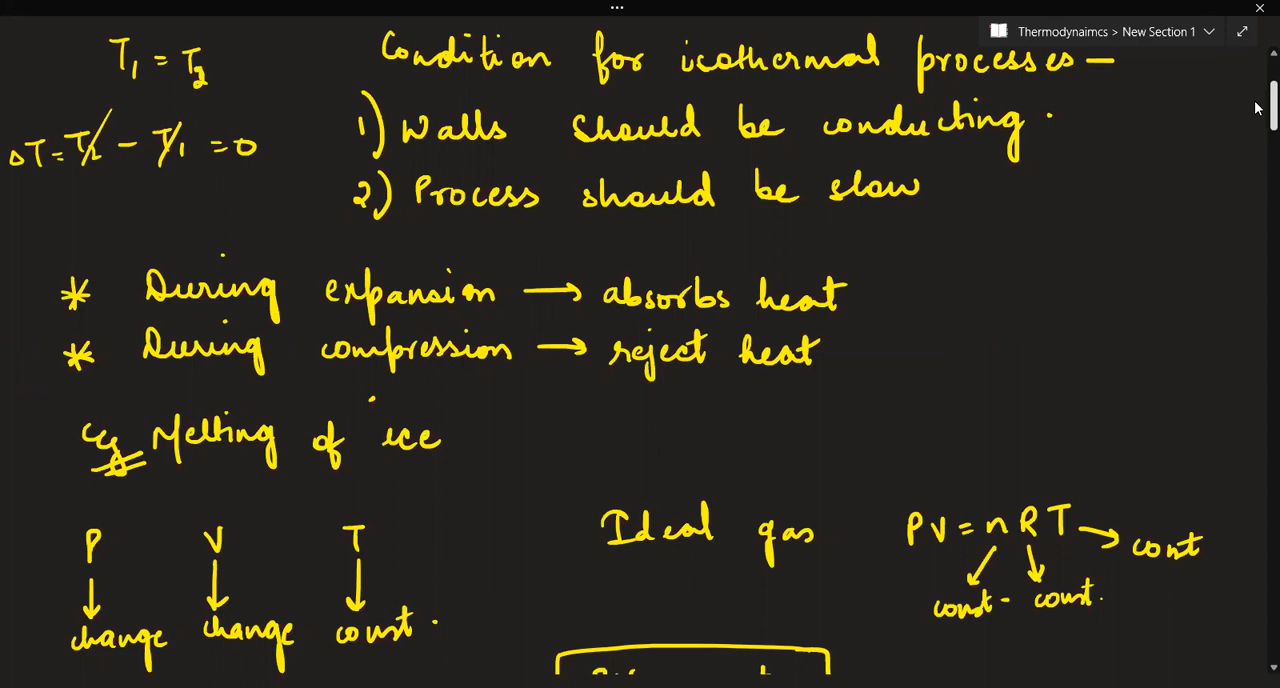 Thermodynaimcs > New Section 1
T1 = T2
Condition for isothermal processes-
ΔT = T2 - T1 = 0
1) Walls should be conducting.
2) Process should be slow
* During expansion → absorbs heat
* During compression → reject heat
eg Melting of ice
P V T
Ideal gas PV = nRT → cont
const - const.
change change const.